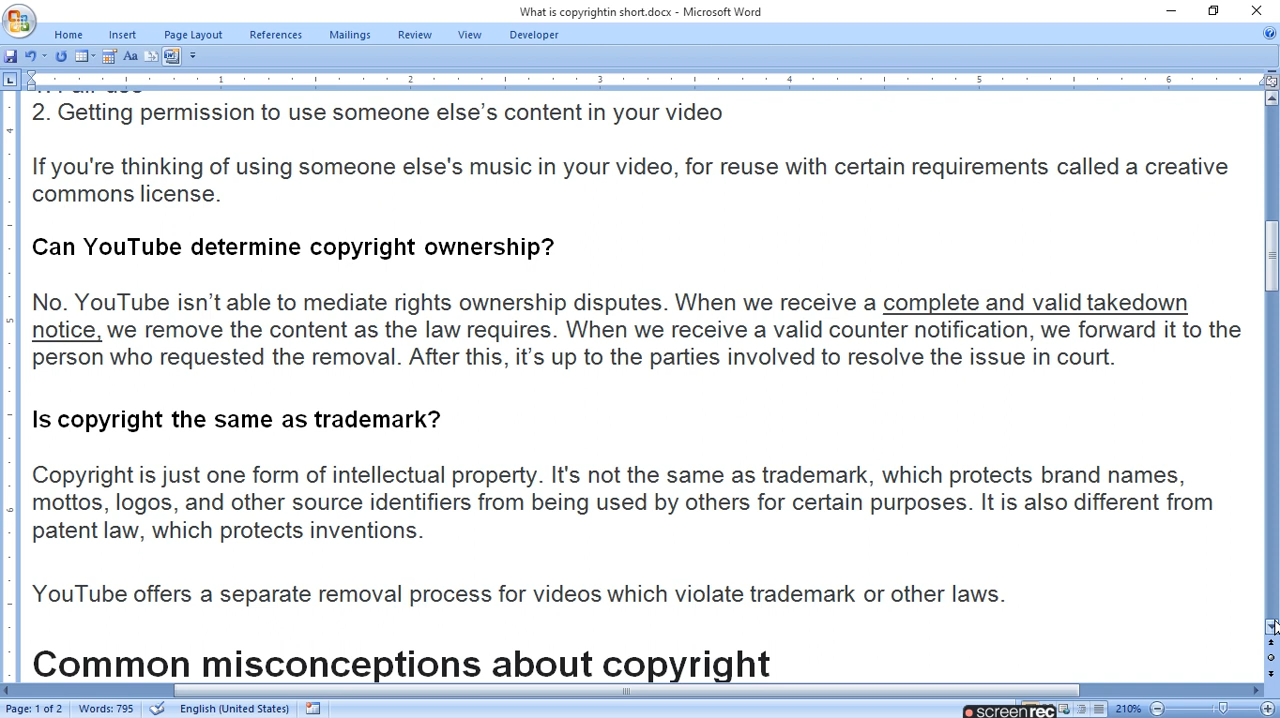 What is copyrightin short.docx - Microsoft Word
Home Insert Page Layout References Mailings Review View Developer
Aa
1 2 3 4 5 6
2. Getting permission to use someone else’s content in your video
If you're thinking of using someone else's music in your video, for reuse with certain requirements called a creative
commons license.
Can YouTube determine copyright ownership?
No. YouTube isn’t able to mediate rights ownership disputes. When we receive a complete and valid takedown
notice, we remove the content as the law requires. When we receive a valid counter notification, we forward it to the
person who requested the removal. After this, it’s up to the parties involved to resolve the issue in court.
Is copyright the same as trademark?
Copyright is just one form of intellectual property. It's not the same as trademark, which protects brand names,
mottos, logos, and other source identifiers from being used by others for certain purposes. It is also different from
patent law, which protects inventions.
YouTube offers a separate removal process for videos which violate trademark or other laws.
Common misconceptions about copyright
Page: 1 of 2 Words: 795 English (United States) screenrec 210%